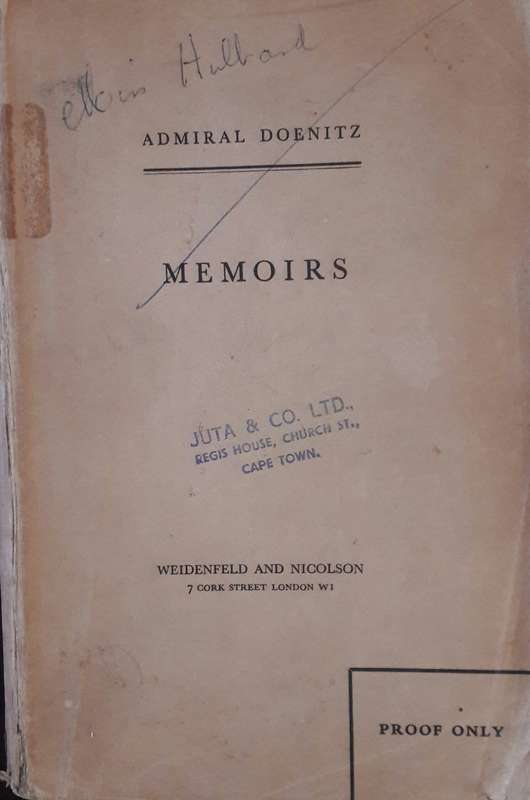 ADMIRAL DOENITZ
MEMOIRS
JUTA & CO. LTD.,
REGIS HOUSE, CHURCH ST.,
CAPE TOWN.
WEIDENFELD AND NICOLSON
7 CORK STREET LONDON W1
PROOF ONLY